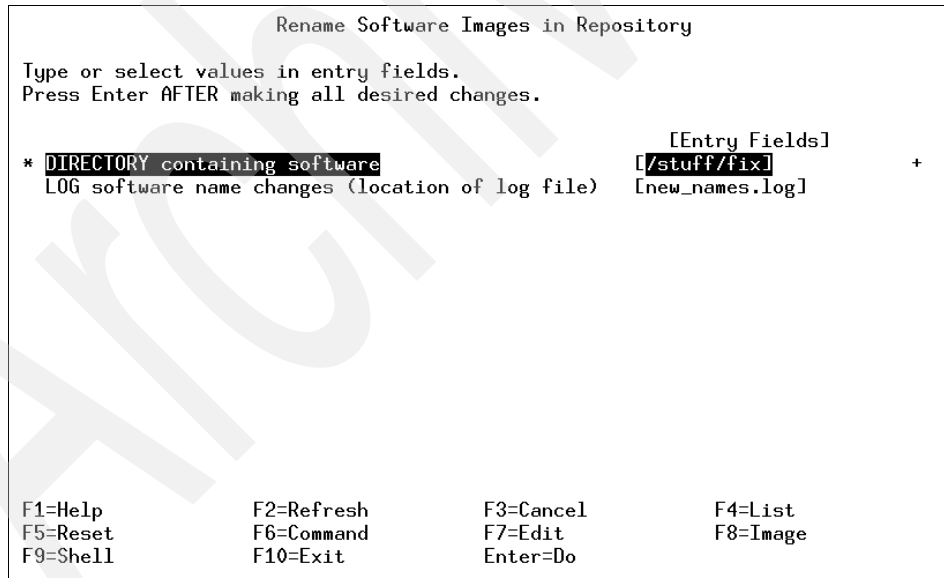 Rename Software Images in Repository
Type or select values in entry fields.
Press Enter AFTER making all desired changes.
[Entry Fields]
* DIRECTORY containing software [/stuff/fix] +
LOG software name changes (location of log file) [new_names.log]
F1=Help F2=Refresh F3=Cancel F4=List
F5=Reset F6=Command F7=Edit F8=Image
F9=Shell F10=Exit Enter=Do